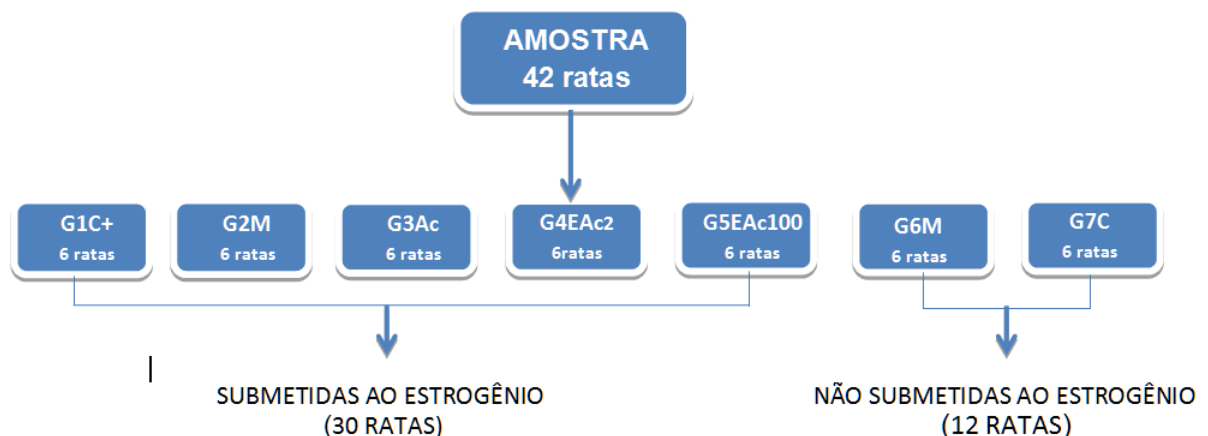 AMOSTRA
42 ratas
G1C+
6 ratas
G2M
6 ratas
G3Ac
6 ratas
G4EAc2
6ratas
G5EAc100
6 ratas
G6M
6 ratas
G7C
6 ratas
SUBMETIDAS AO ESTROGÊNIO
(30 RATAS)
NÃO SUBMETIDAS AO ESTROGÊNIO
(12 RATAS)